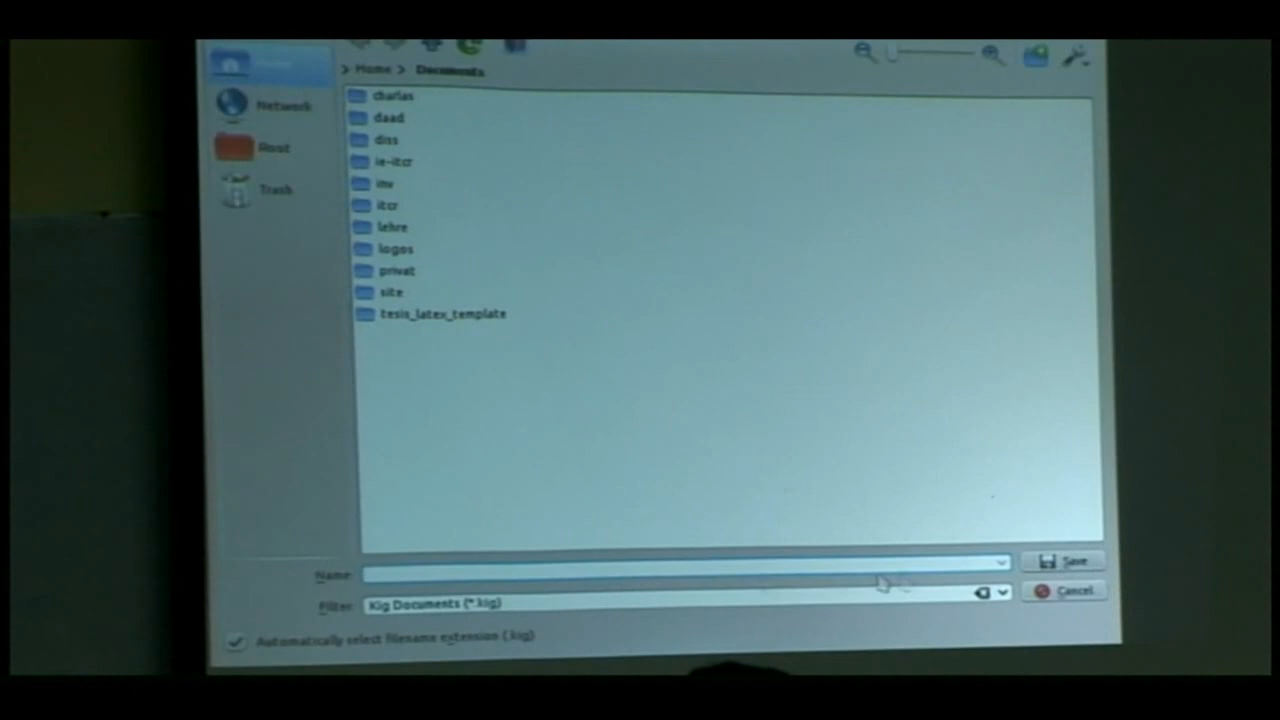 > Home > Documents
Network
Root
Trash
charlas
daad
diss
ie-itcr
inv
itcr
lehre
logos
privat
site
tesis_latex_template
Name:
Save
Filter: Kig Documents (*.kig)
Cancel
Automatically select filename extension (.kig)